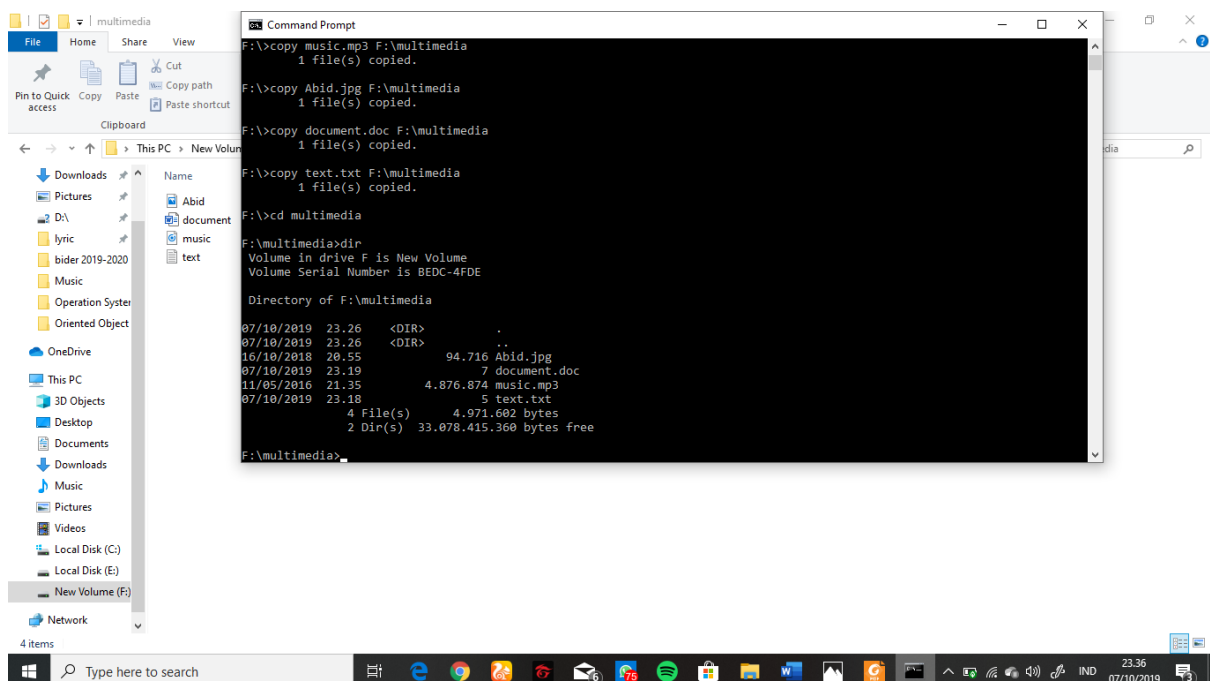 multimedia
File Home Share View
Pin to Quick access
Copy
Paste
Cut
Copy path
Paste shortcut
Clipboard
This PC > New Volun
dia
Downloads
Pictures
D:\
lyric
bider 2019-2020
Music
Operation Syster
Oriented Object
OneDrive
This PC
3D Objects
Desktop
Documents
Downloads
Music
Pictures
Videos
Local Disk (C:)
Local Disk (E:)
New Volume (F:)
Network
4 items
Name
Abid
document
music
text
Command Prompt
F:\>copy music.mp3 F:\multimedia
1 file(s) copied.
F:\>copy Abid.jpg F:\multimedia
1 file(s) copied.
F:\>copy document.doc F:\multimedia
1 file(s) copied.
F:\>copy text.txt F:\multimedia
1 file(s) copied.
F:\>cd multimedia
F:\multimedia>dir
Volume in drive F is New Volume
Volume Serial Number is BEDC-4FDE
Directory of F:\multimedia
07/10/2019 23.26 <DIR> .
07/10/2019 23.26 <DIR> ..
16/10/2018 20.55 94.716 Abid.jpg
07/10/2019 23.19 7 document.doc
11/05/2016 21.35 4.876.874 music.mp3
07/10/2019 23.18 5 text.txt
4 File(s) 4.971.602 bytes
2 Dir(s) 33.078.415.360 bytes free
F:\multimedia>
Type here to search
6
75
IND
23.36
07/10/2019
3